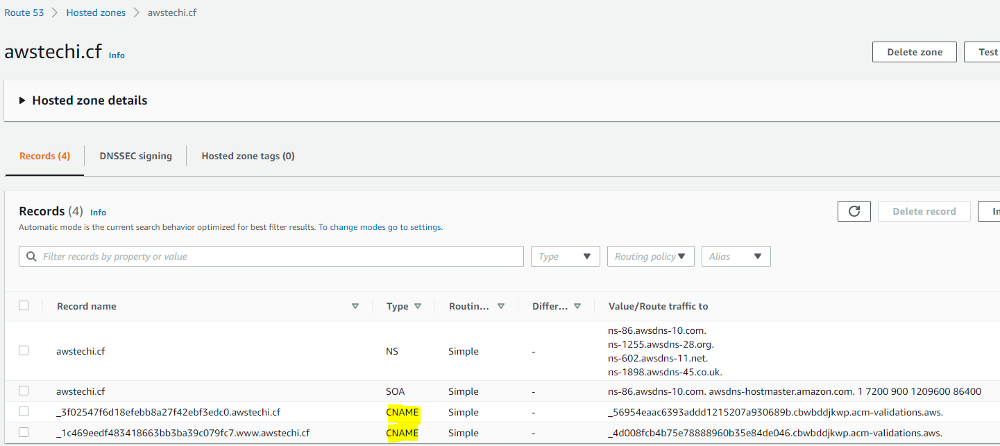 Route 53 > Hosted zones > awstechi.cf
awstechi.cf Info
Delete zone Test
Hosted zone details
Records (4) DNSSEC signing Hosted zone tags (0)
Records (4) Info
Delete record In
Automatic mode is the current search behavior optimized for best filter results. To change modes go to settings.
Filter records by property or value Type Routing policy Alias
Record name Type Routin... Differ... Value/Route traffic to
ns-86.awsdns-10.com.
ns-1255.awsdns-28.org.
awstechi.cf NS Simple -
ns-602.awsdns-11.net.
ns-1898.awsdns-45.co.uk.
awstechi.cf SOA Simple - ns-86.awsdns-10.com. awsdns-hostmaster.amazon.com. 1 7200 900 1209600 86400
_3f02547f6d18efebb8a27f42ebf3edc0.awstechi.cf CNAME Simple - _56954eaac6393addd1215207a930689b.cbwbddjkwp.acm-validations.aws.
_1c469eedf483418663bb3ba39c079fc7.www.awstechi.cf CNAME Simple - _4d008fcb4b75e78888960b35e84de046.cbwbddjkwp.acm-validations.aws.